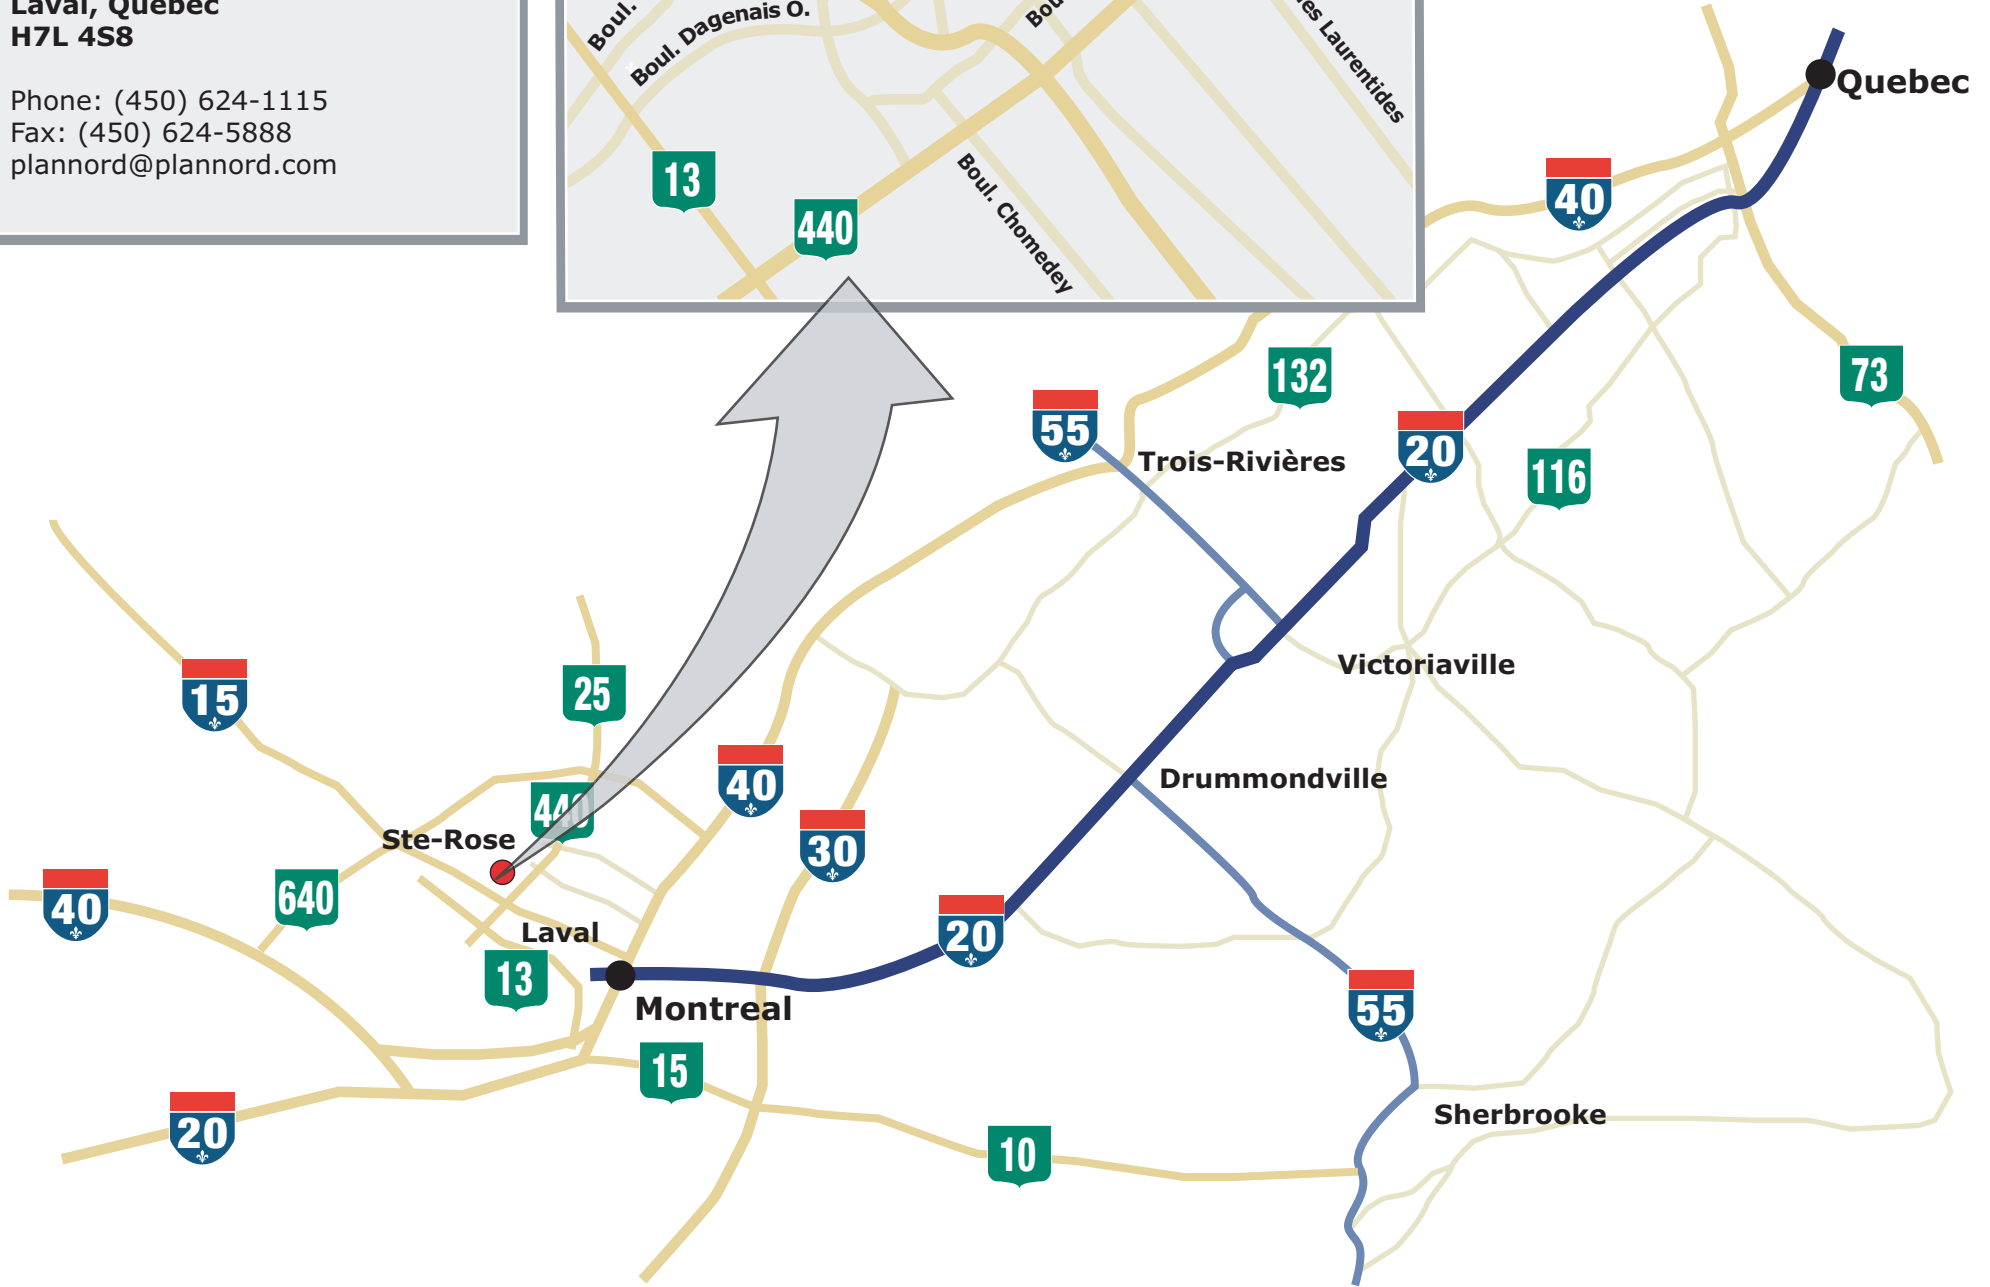 Laval, Quebec
H7L 4S8
Phone: (450) 624-1115
Fax: (450) 624-5888
plannord@plannord.com
Boul.
Boul. Dagenais O.
es Laurentides
Boul. Chomedey
13
440
Quebec
40
132
73
55
Trois-Rivières
20
116
15
25
Victoriaville
40
Drummondville
440
30
Ste-Rose
40
640
Laval
20
13
Montreal
55
15
20
Sherbrooke
10